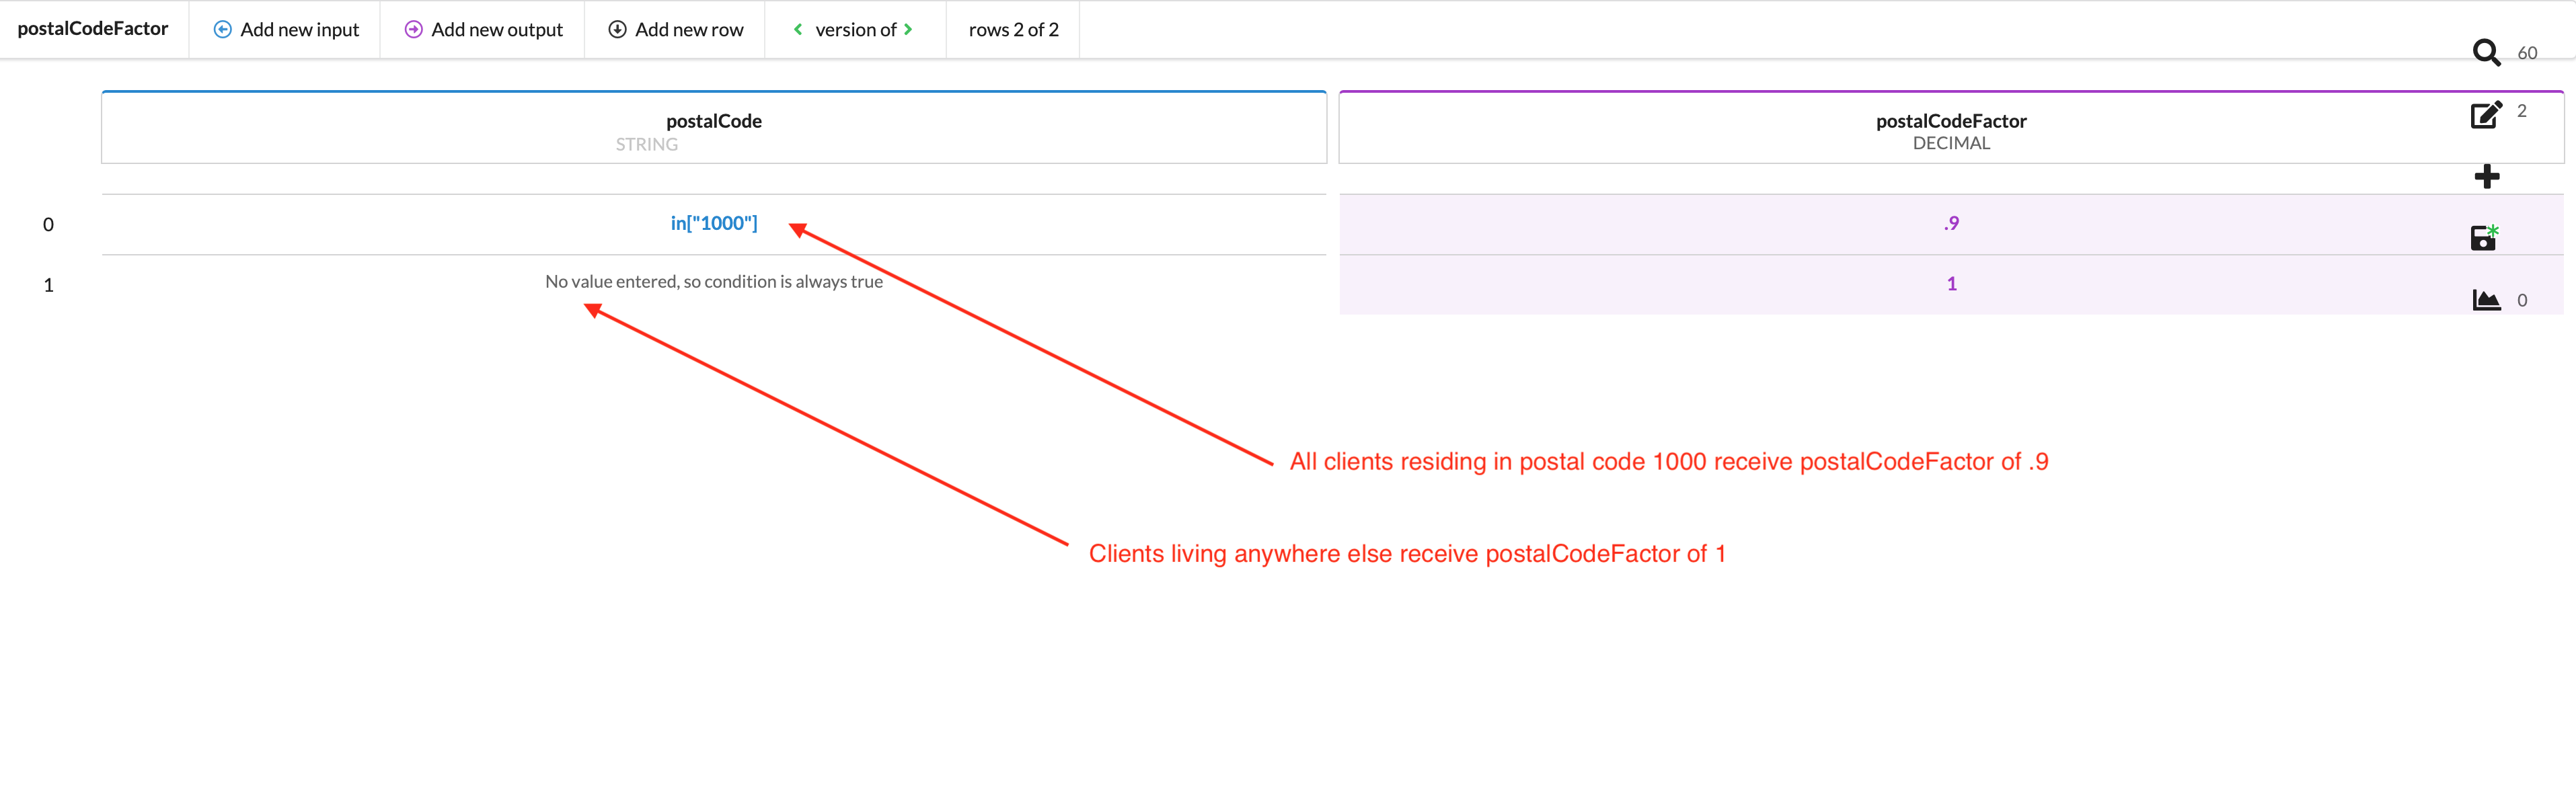 postalCodeFactor
Add new input
Add new output
Add new row
version of
rows 2 of 2
60
postalCode
STRING
postalCodeFactor
DECIMAL
2
0
in["1000"]
.9
1
No value entered, so condition is always true
1
0
All clients residing in postal code 1000 receive postalCodeFactor of .9
Clients living anywhere else receive postalCodeFactor of 1